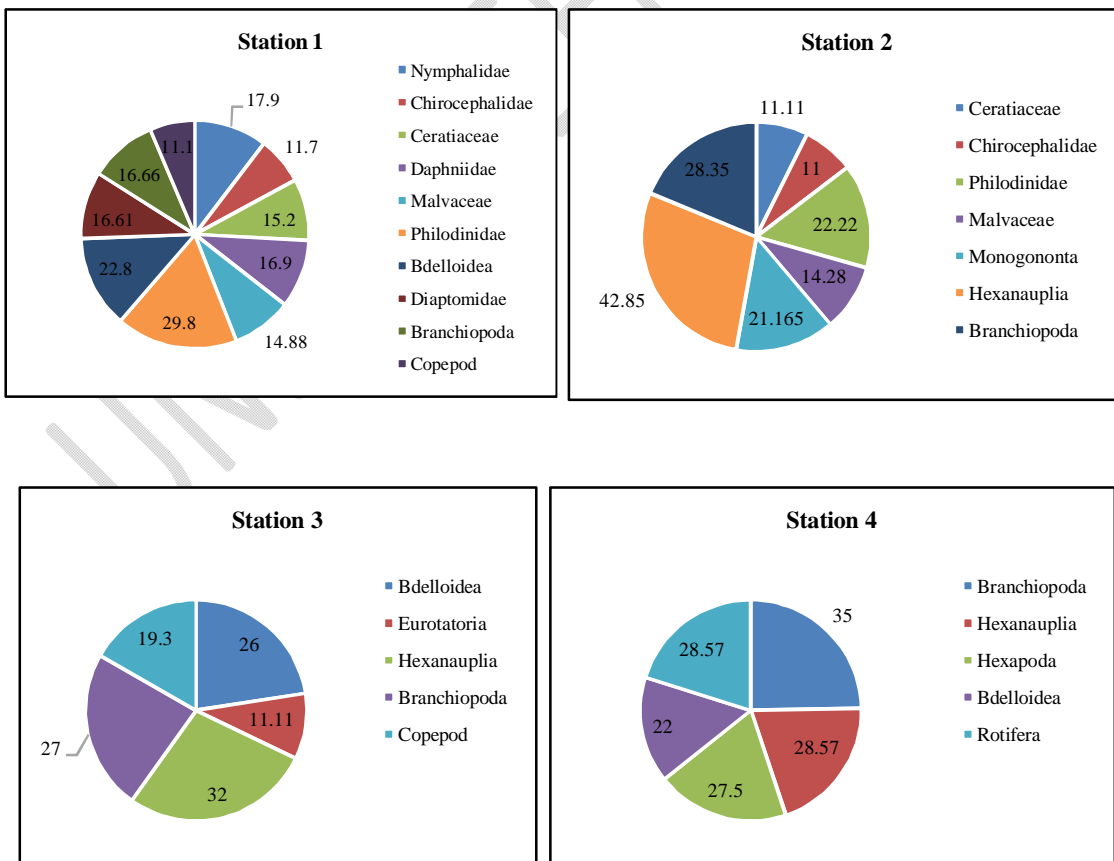 Station 1
Nymphalidae
Chirocephalidae
Ceratiaceae
Daphniidae
Malvaceae
Philodinidae
Bdelloidea
Diaptomidae
Branchiopoda
Copepod
17.9
11.7
15.2
16.9
14.88
29.8
22.8
16.61
16.66
11.1
Station 2
Ceratiaceae
Chirocephalidae
Philodinidae
Malvaceae
Monogononta
Hexanauplia
Branchiopoda
11.11
11
22.22
14.28
21.165
42.85
28.35
Station 3
Bdelloidea
Eurotatoria
Hexanauplia
Branchiopoda
Copepod
26
11.11
32
27
19.3
Station 4
Branchiopoda
Hexanauplia
Hexapoda
Bdelloidea
Rotifera
35
28.57
27.5
22
28.57